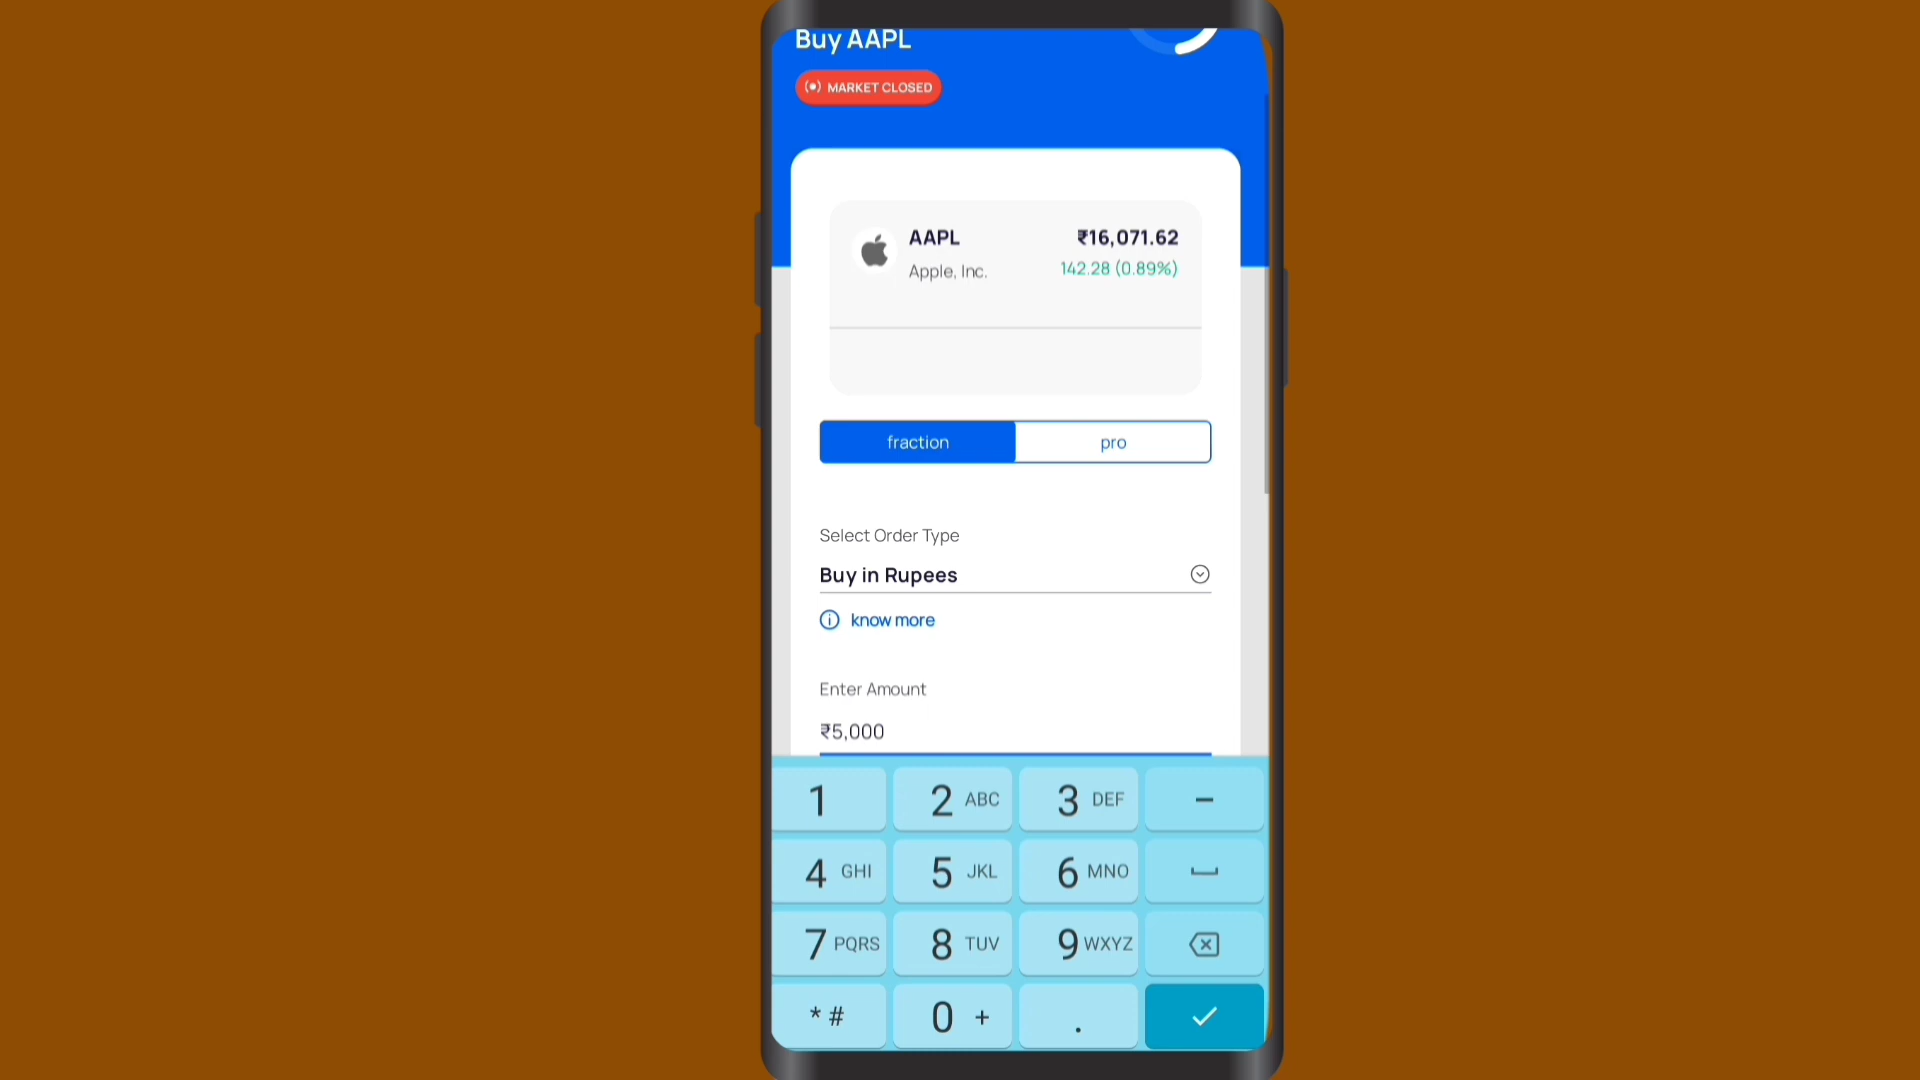 Buy AAPL
MARKET CLOSED
AAPL ₹16,071.62
Apple, Inc. 142.28 (0.89%)
fraction pro
Select Order Type
Buy in Rupees
know more
Enter Amount
₹5,000
1 2 ABC 3 DEF –
4 GHI 5 JKL 6 MNO
7 PQRS 8 TUV 9 WXYZ
* # 0 + .